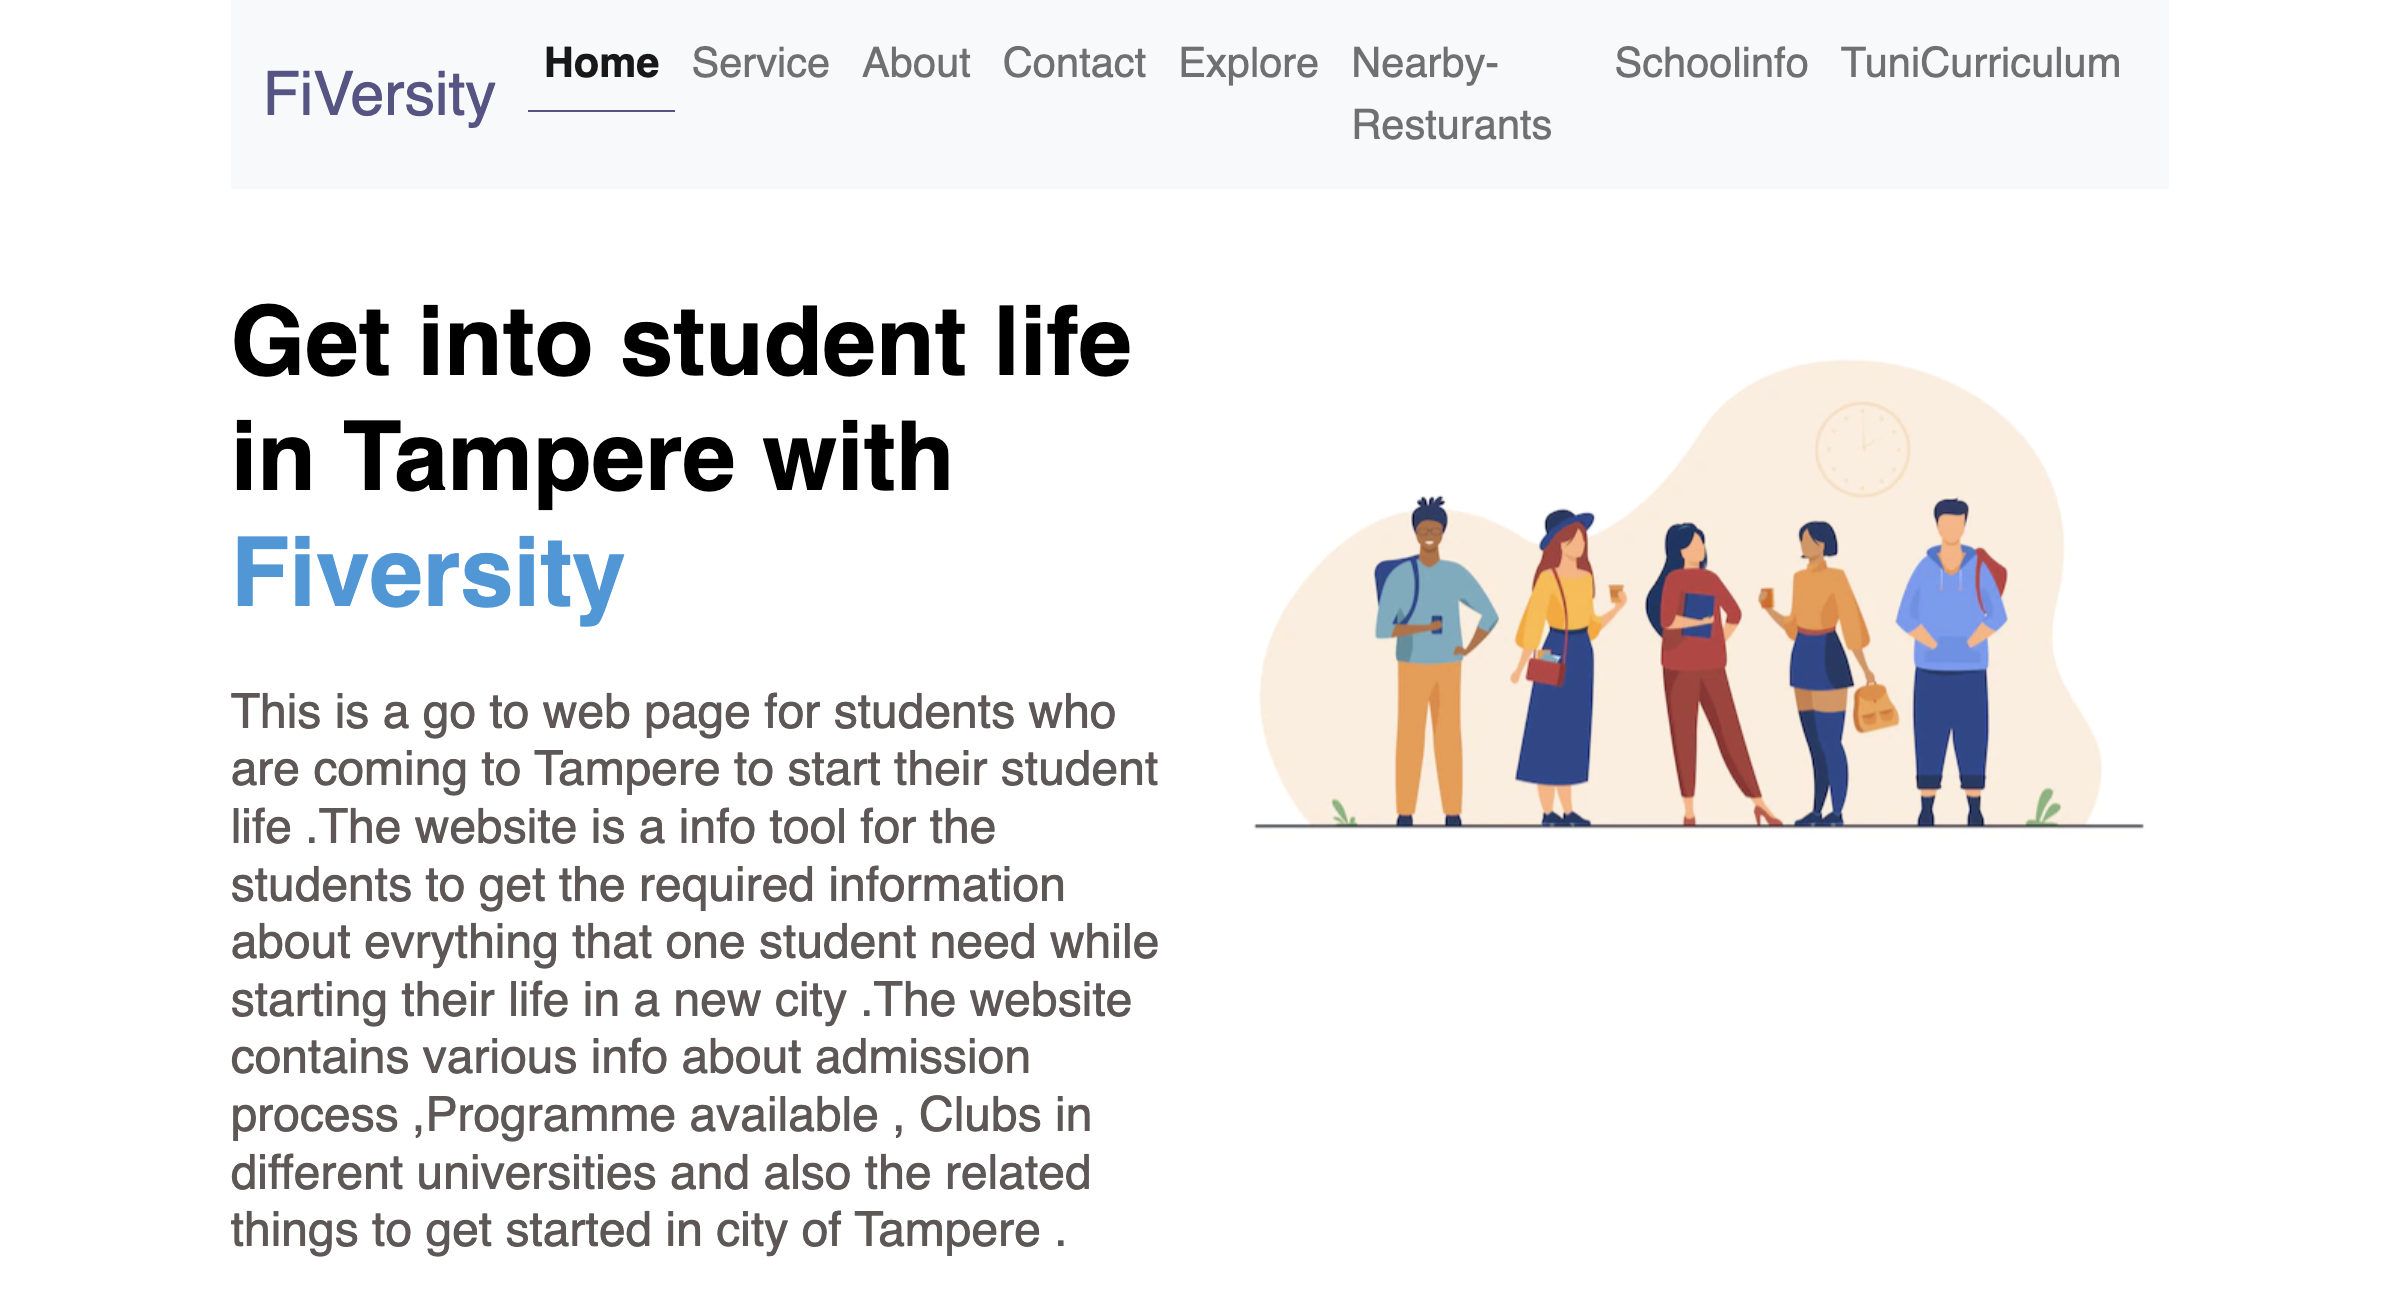 FiVersity
Home Service About Contact Explore Nearby-
Resturants
Schoolinfo TuniCurriculum
Get into student life
in Tampere with
Fiversity
This is a go to web page for students who
are coming to Tampere to start their student
life .The website is a info tool for the
students to get the required information
about evrything that one student need while
starting their life in a new city .The website
contains various info about admission
process ,Programme available , Clubs in
different universities and also the related
things to get started in city of Tampere .